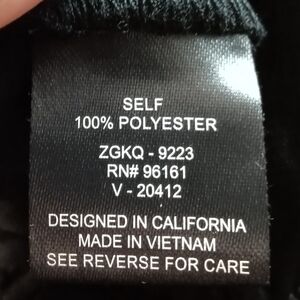 SELF
100% POLYESTER
ZGKQ - 9223
RN# 96161
V - 20412
DESIGNED IN CALIFORNIA
MADE IN VIETNAM
SEE REVERSE FOR CARE